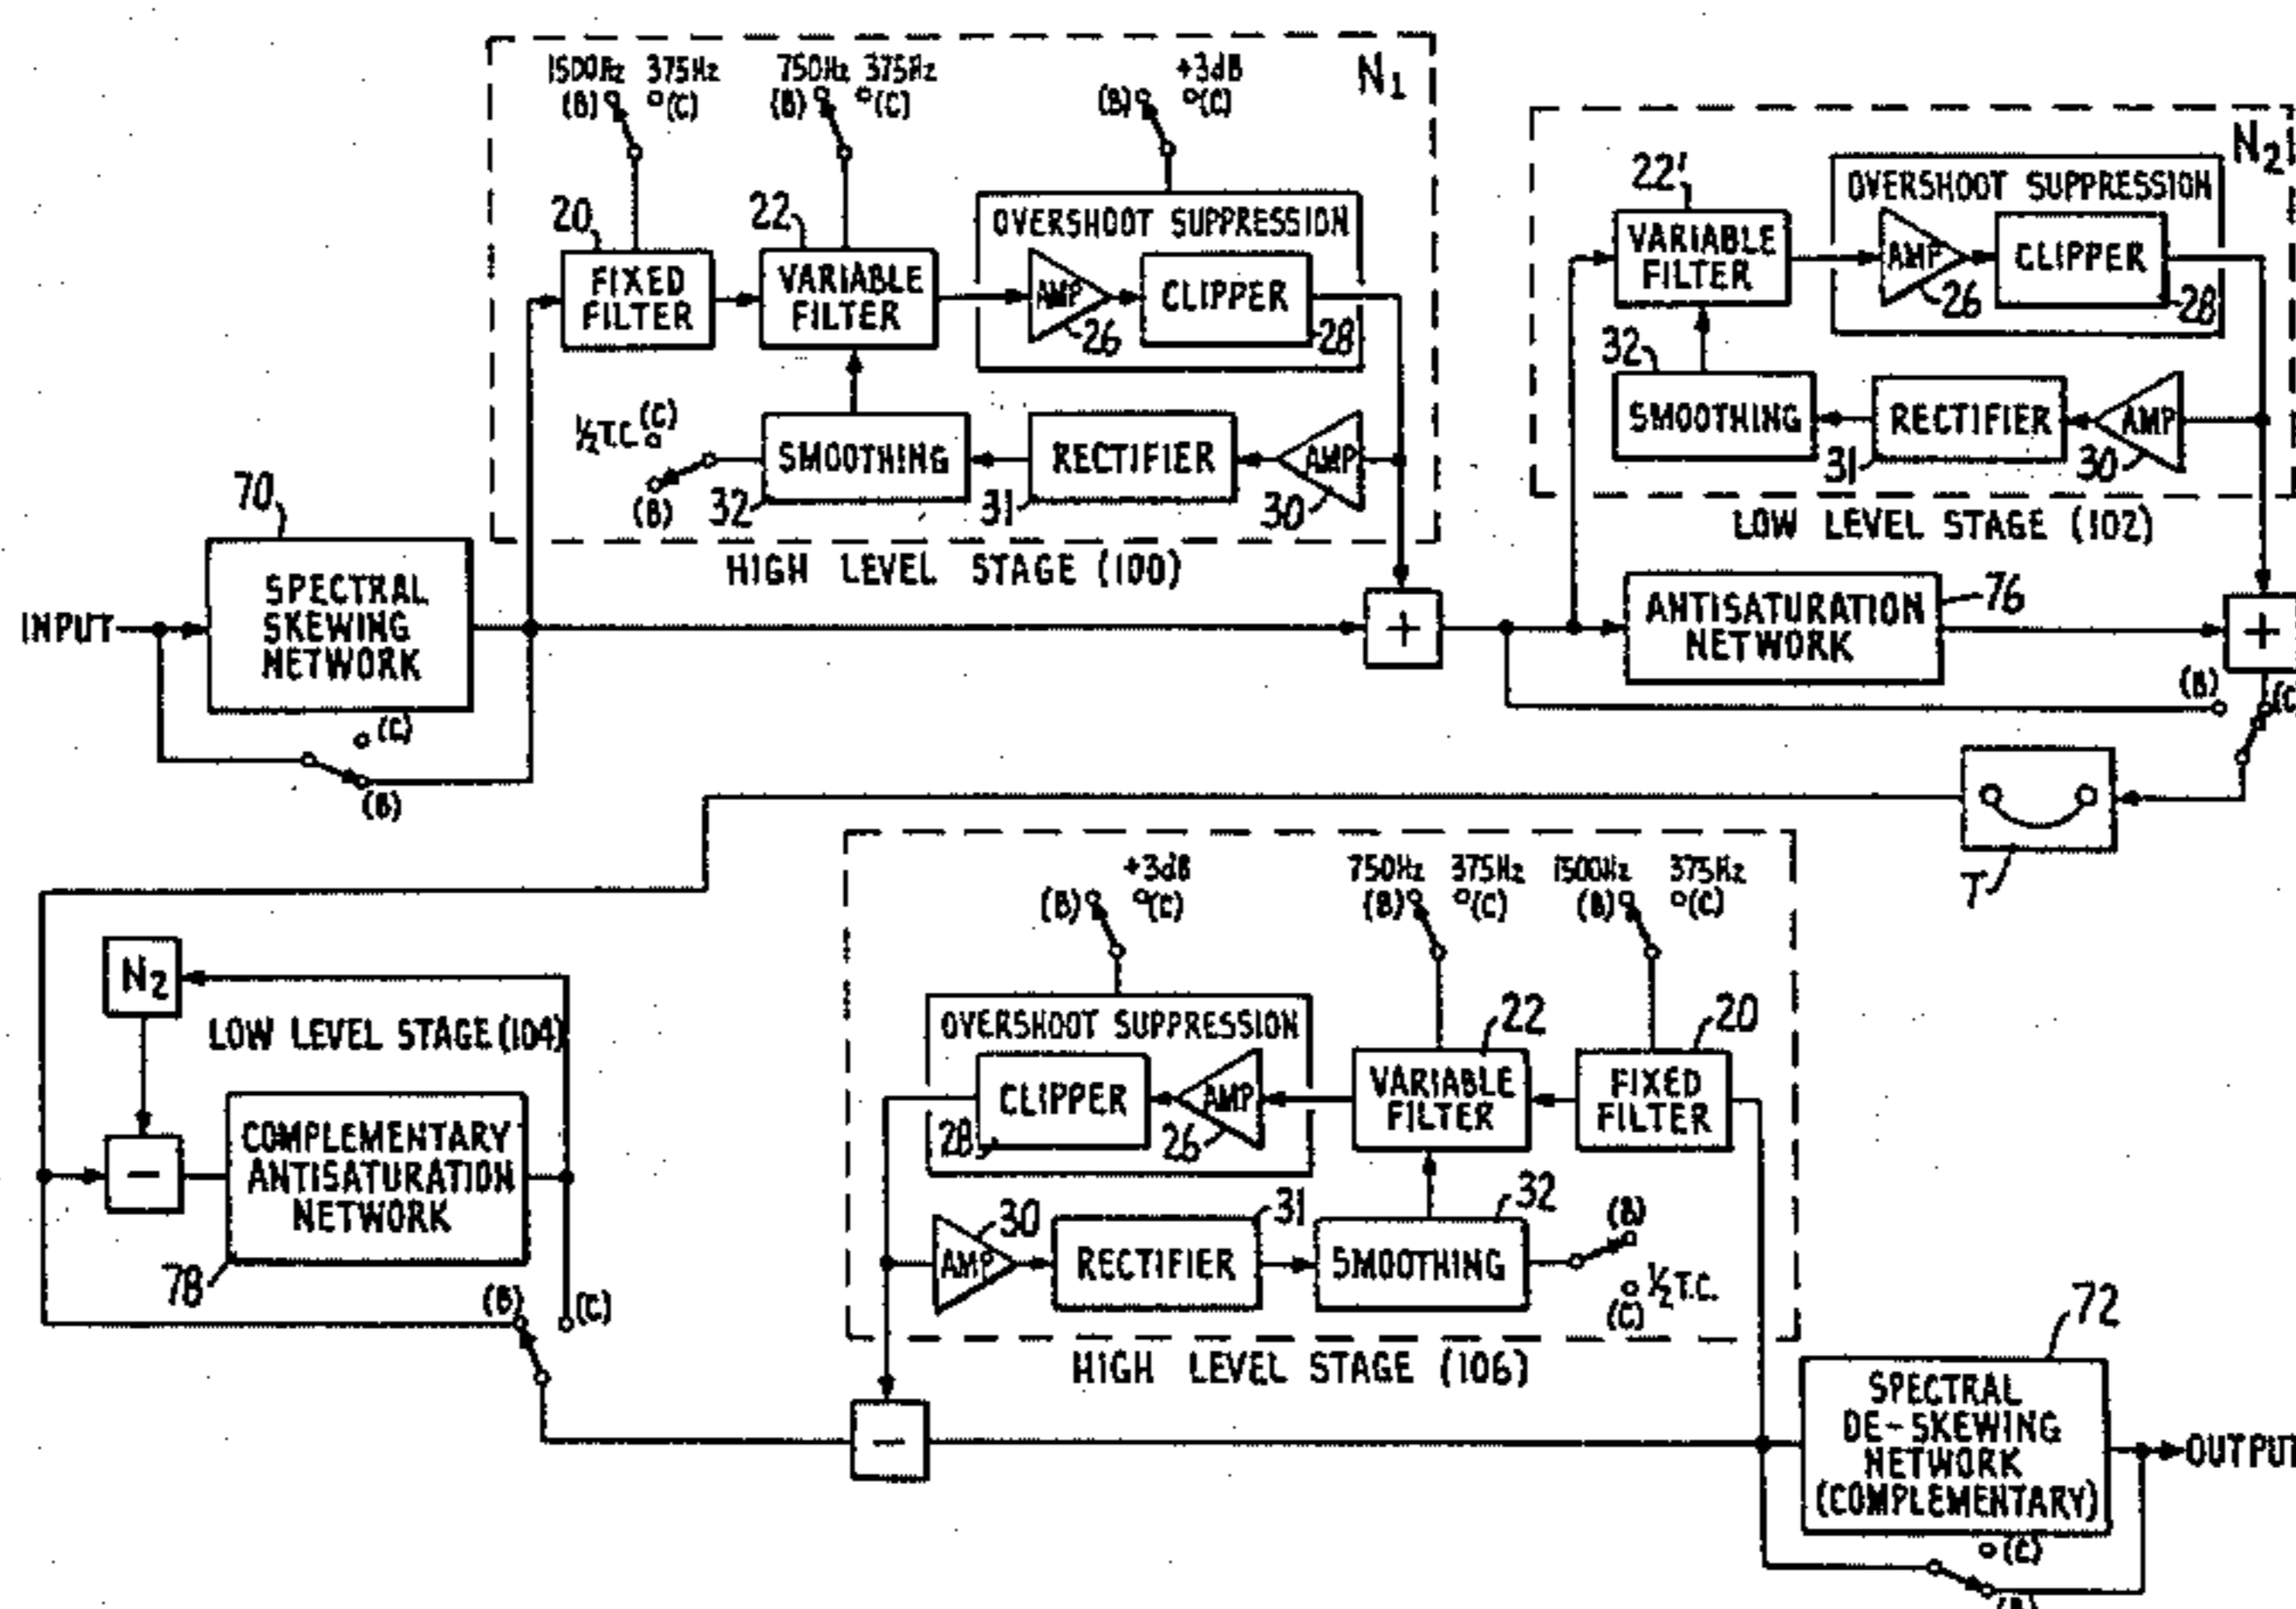 1500Hz 375Hz 750Hz 375Hz +3dB N1
(B) (C) (B) (C) (B) (C)
20 22 OVERSHOOT SUPPRESSION
FIXED FILTER
VARIABLE FILTER
AMP 26
CLIPPER 28
½ T.C. (C)
(B)
SMOOTHING 32
RECTIFIER 31
AMP 30
HIGH LEVEL STAGE (100)
N2
22' OVERSHOOT SUPPRESSION
VARIABLE FILTER
AMP 26
CLIPPER 28
32 SMOOTHING
RECTIFIER 31
AMP 30
LOW LEVEL STAGE (102)
70
INPUT
SPECTRAL
SKEWING
NETWORK
(C)
(B)
+
ANTISATURATION
NETWORK
76
+
(B) (C
T
N2
LOW LEVEL STAGE (104)
−
COMPLEMENTARY
ANTISATURATION
NETWORK
78
(B) (C)
+3dB 750Hz 375Hz 1500Hz 375Hz
(B) (C) (B) (C) (B) (C)
OVERSHOOT SUPPRESSION 22 20
CLIPPER 28
AMP 26
VARIABLE FILTER
FIXED FILTER
30 AMP
31 RECTIFIER
32 SMOOTHING
(B)
½ T.C.
(C)
HIGH LEVEL STAGE (106)
−
72
SPECTRAL
DE-SKEWING
NETWORK
(COMPLEMENTARY)
OUTPUT
(C)
(B)